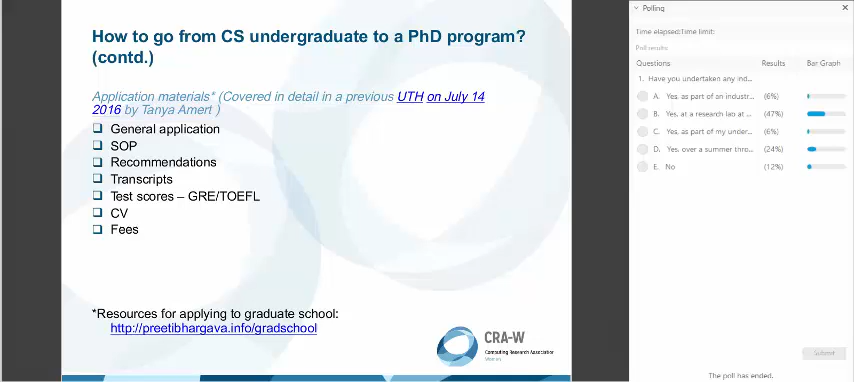 How to go from CS undergraduate to a PhD program?
(contd.)
Application materials* (Covered in detail in a previous UTH on July 14
2016 by Tanya Amert )
General application
SOP
Recommendations
Transcripts
Test scores – GRE/TOEFL
CV
Fees
*Resources for applying to graduate school:
http://preetibhargava.info/gradschool
CRA-W
Computing Research Association
Women
Polling
Time elapsed:Time limit:
Poll results
Questions Results Bar Graph
1. Have you undertaken any ind...
A. Yes, as part of an industr... (6%)
B. Yes, at a research lab at ... (47%)
C. Yes, as part of my under... (6%)
D. Yes, over a summer thro... (24%)
E. No (12%)
Submit
The poll has ended.